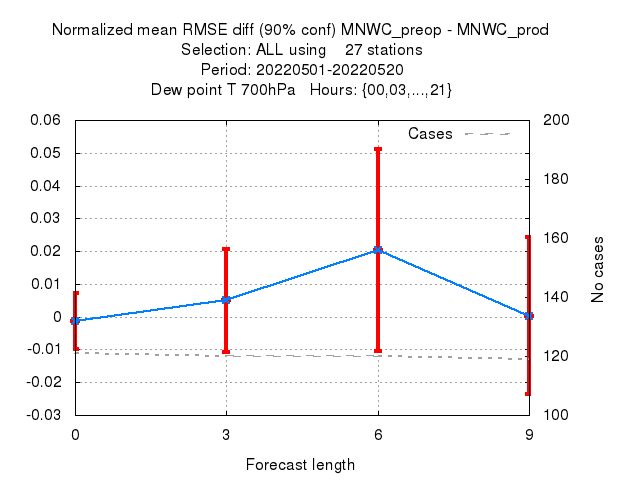 Normalized mean RMSE diff (90% conf) MNWC_preop - MNWC_prod
Selection: ALL using    27 stations
Period: 20220501-20220520
Dew point T 700hPa   Hours: {00,03,...,21}
Cases
0.06
0.05
0.04
0.03
0.02
0.01
0
-0.01
-0.02
-0.03
200
180
160
140
120
100
No cases
0 3 6 9
Forecast length